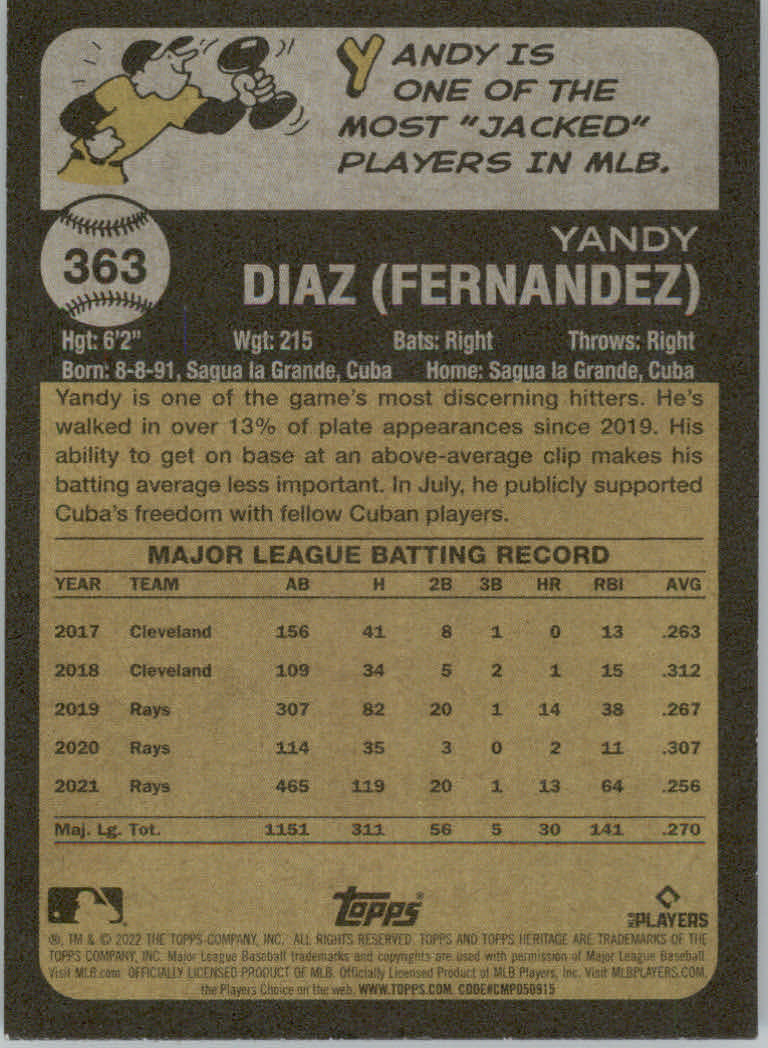 YANDY IS
ONE OF THE
MOST "JACKED"
PLAYERS IN MLB.
363
YANDY
DIAZ (FERNANDEZ)
Hgt: 6'2" Wgt: 215 Bats: Right Throws: Right
Born: 8-8-91, Sagua la Grande, Cuba Home: Sagua la Grande, Cuba
Yandy is one of the game's most discerning hitters. He's
walked in over 13% of plate appearances since 2019. His
ability to get on base at an above-average clip makes his
batting average less important. In July, he publicly supported
Cuba's freedom with fellow Cuban players.
MAJOR LEAGUE BATTING RECORD
YEAR TEAM AB H 2B 3B HR RBI AVG
2017 Cleveland 156 41 8 1 0 13 .263
2018 Cleveland 109 34 5 2 1 15 .312
2019 Rays 307 82 20 1 14 38 .267
2020 Rays 114 35 3 0 2 11 .307
2021 Rays 465 119 20 1 13 64 .256
Maj. Lg. Tot. 1151 311 56 5 30 141 .270
Topps®
MLB PLAYERS
®, TM & © 2022 THE TOPPS COMPANY, INC. ALL RIGHTS RESERVED. TOPPS AND TOPPS HERITAGE ARE TRADEMARKS OF THE
TOPPS COMPANY, INC. Major League Baseball trademarks and copyrights are used with permission of Major League Baseball.
Visit MLB.com. OFFICIALLY LICENSED PRODUCT OF MLB. Officially Licensed Product of MLB Players, Inc. Visit MLBPLAYERS.COM,
the Players Choice on the web. WWW.TOPPS.COM. CODE#CMP050915